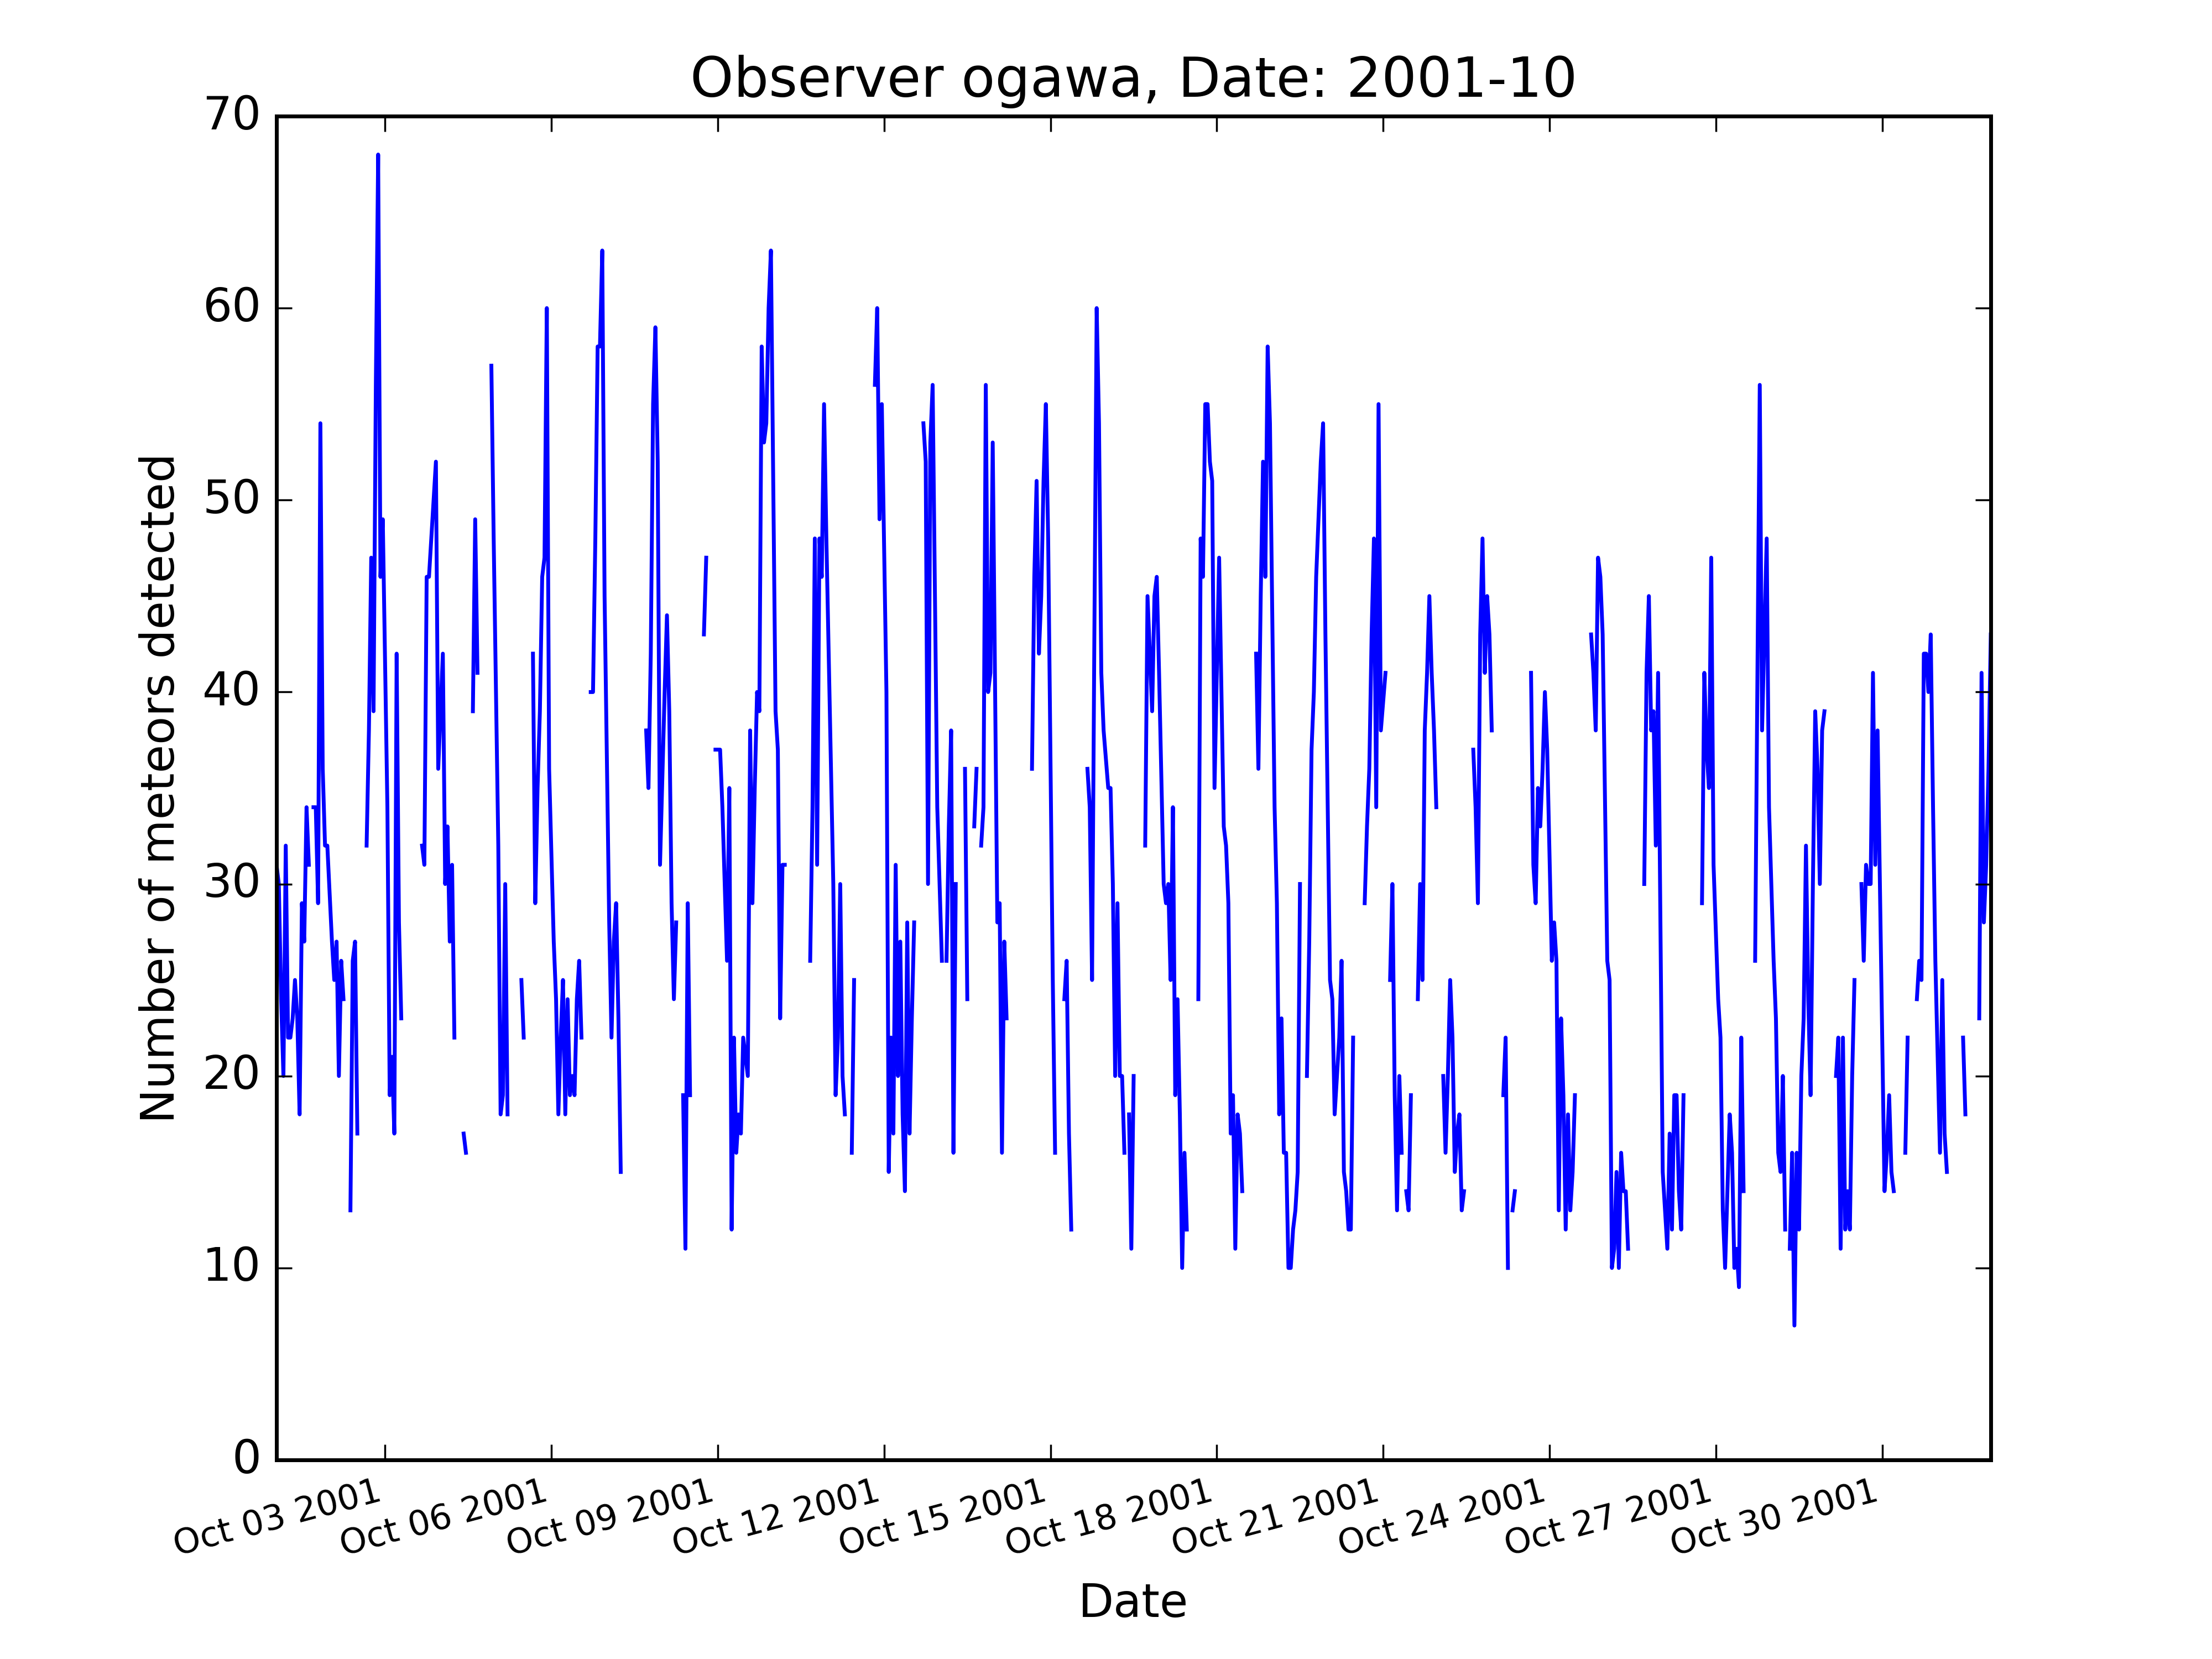 Observer ogawa, Date: 2001-10
70
60
50
40
30
20
10
0
Number of meteors detected
Oct 03 2001
Oct 06 2001
Oct 09 2001
Oct 12 2001
Oct 15 2001
Oct 18 2001
Oct 21 2001
Oct 24 2001
Oct 27 2001
Oct 30 2001
Date